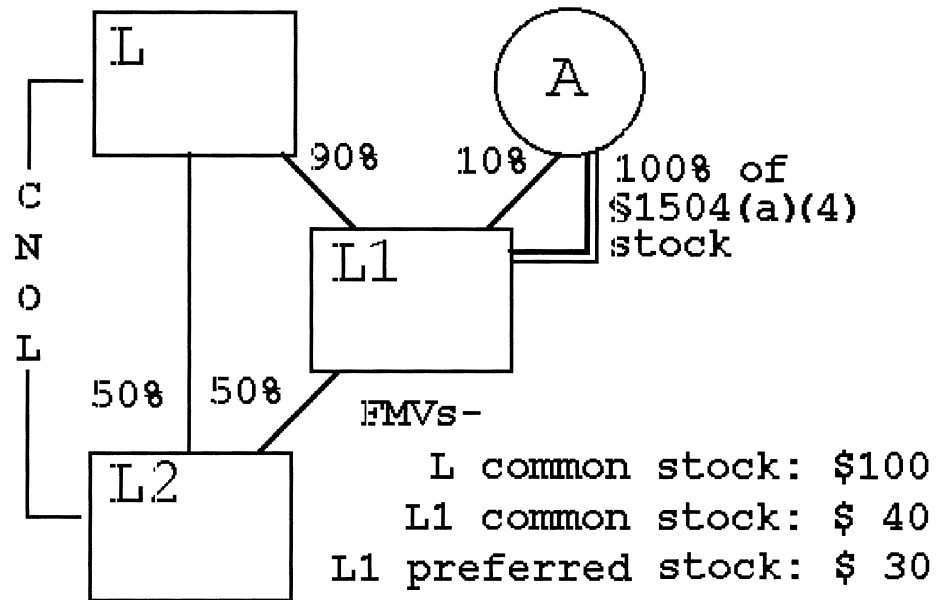 L
A
90%
10%
100% of
§1504(a)(4)
stock
L1
C
N
O
L
50%
50%
FMVs-
L2
L common stock: $100
L1 common stock: $ 40
L1 preferred stock: $ 30